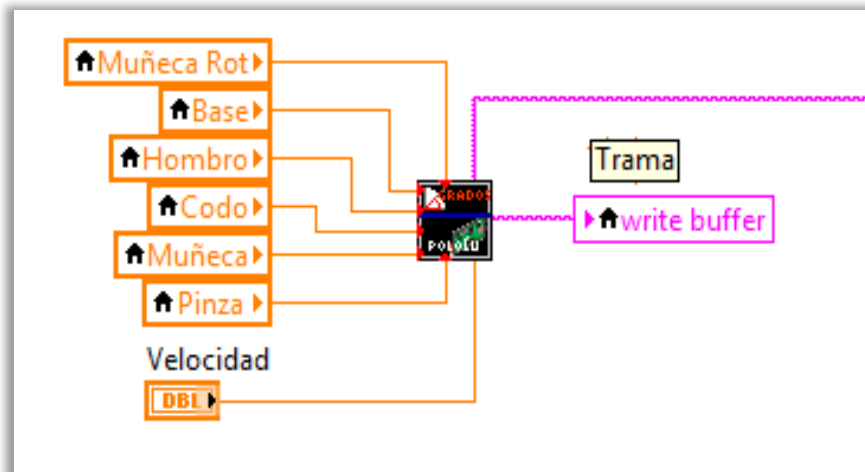 Muñeca Rot
Base
Hombro
Codo
Muñeca
Pinza
Velocidad
DBL
GRADOS
POLOLU
Trama
write buffer